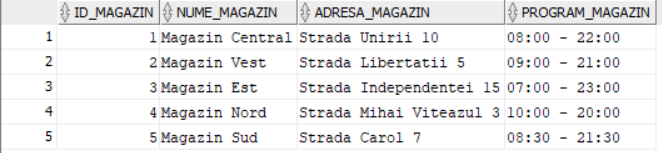 ID_MAGAZIN NUME_MAGAZIN ADRESA_MAGAZIN PROGRAM_MAGAZIN
1 1 Magazin Central Strada Unirii 10 08:00 - 22:00
2 2 Magazin Vest Strada Libertatii 5 09:00 - 21:00
3 3 Magazin Est Strada Independentei 15 07:00 - 23:00
4 4 Magazin Nord Strada Mihai Viteazul 3 10:00 - 20:00
5 5 Magazin Sud Strada Carol 7 08:30 - 21:30